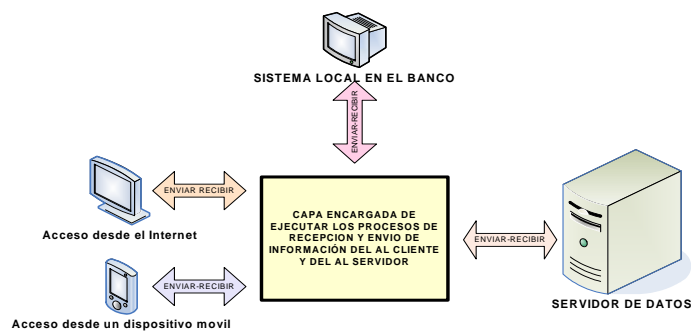 SISTEMA LOCAL EN EL BANCO
ENVIAR-RECIBIR
ENVIAR RECIBIR
Acceso desde el Internet
CAPA ENCARGADA DE
EJECUTAR LOS PROCESOS DE
RECEPCION Y ENVIO DE
INFORMACIÓN DEL AL CLIENTE
Y DEL AL SERVIDOR
ENVIAR-RECIBIR
ENVIAR-RECIBIR
SERVIDOR DE DATOS
Acceso desde un dispositivo movil